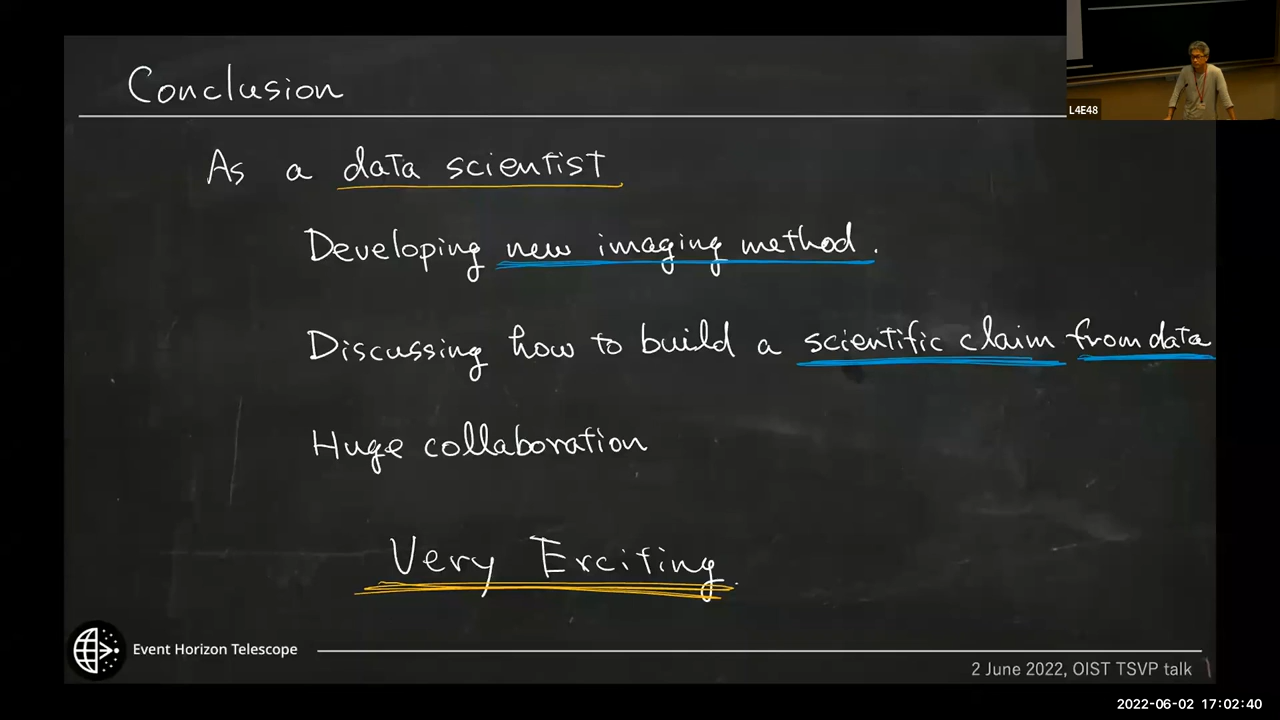 Conclusion
L4E48
As a data scientist
Developing new imaging method.
Discussing how to build a scientific claim from data
Huge collaboration
Very Exciting.
Event Horizon Telescope
2 June 2022, OIST TSVP talk
2022-06-02 17:02:40